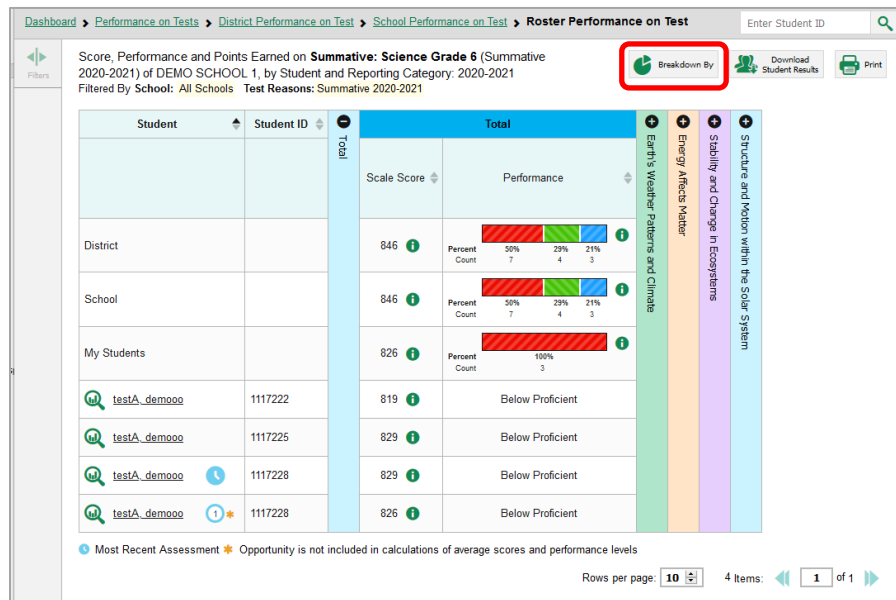 Dashboard > Performance on Tests > District Performance on Test > School Performance on Test > Roster Performance on Test
Enter Student ID
Filters
Score, Performance and Points Earned on Summative: Science Grade 6 (Summative
2020-2021) of DEMO SCHOOL 1, by Student and Reporting Category: 2020-2021
Filtered By School: All Schools Test Reasons: Summative 2020-2021
Breakdown By
Download
Student Results
Print
Student
Student ID
Total
Total
Scale Score
Performance
Earth's Weather Patterns and Climate
Energy Affects Matter
Stability and Change in Ecosystems
Structure and Motion within the Solar System
District
846
Percent 50% 29% 21%
Count 7 4 3
School
846
Percent 50% 29% 21%
Count 7 4 3
My Students
826
Percent 100%
Count 3
testA, demooo 1117222 819 Below Proficient
testA, demooo 1117225 829 Below Proficient
testA, demooo 1117228 829 Below Proficient
testA, demooo 1 * 1117228 826 Below Proficient
Most Recent Assessment * Opportunity is not included in calculations of average scores and performance levels
Rows per page: 10 4 Items: 1 of 1